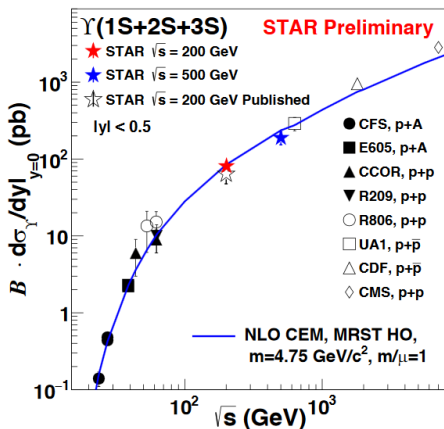 ϒ(1S+2S+3S)
STAR Preliminary
STAR √s = 200 GeV
STAR √s = 500 GeV
STAR √s = 200 GeV Published
|y| < 0.5
CFS, p+A
E605, p+A
CCOR, p+p
R209, p+p
R806, p+p
UA1, p+p̅
CDF, p+p̅
CMS, p+p
NLO CEM, MRST HO,
m=4.75 GeV/c², m/μ=1
B · dσ_ϒ/dy|_{y=0} (pb)
10³
10²
10
1
10⁻¹
10²
10³
√s (GeV)